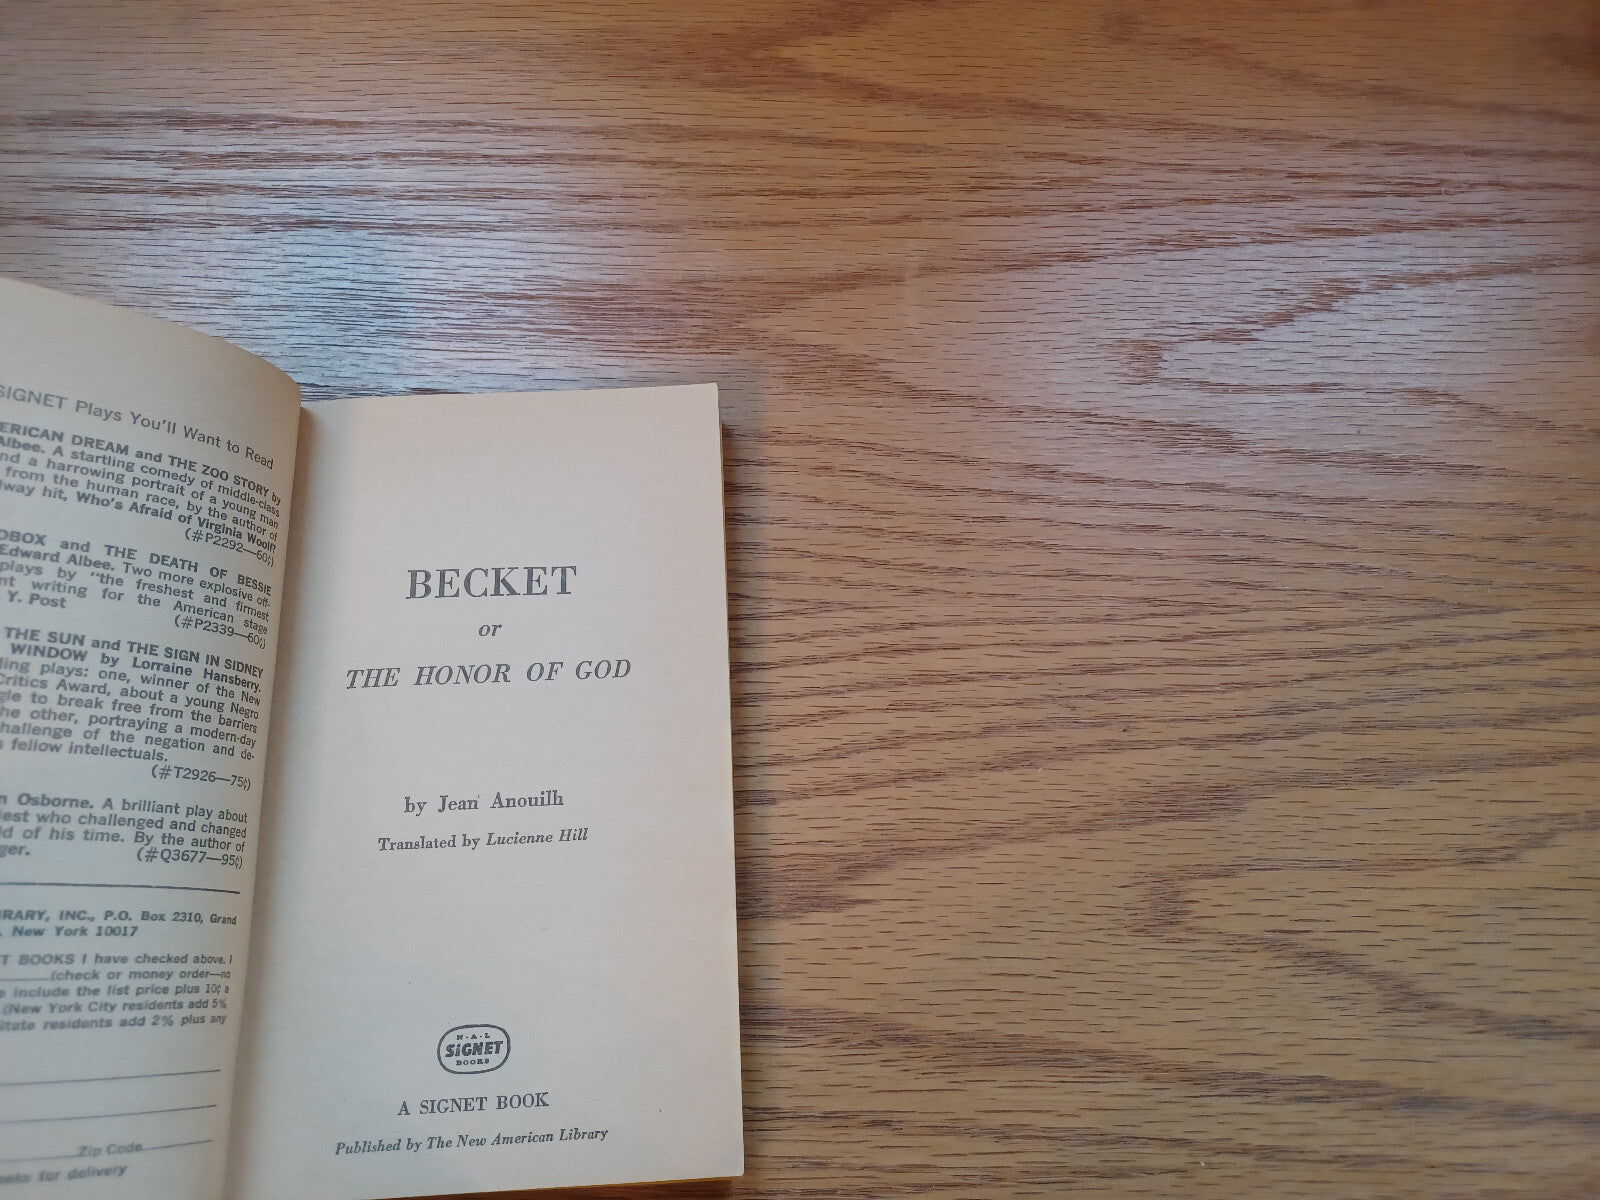 SIGNET Plays You'll Want to Read
ERICAN DREAM and THE ZOO STORY by
Albee. A startling comedy of middle-class
nd a harrowing portrait of a young man
from the human race, by the author of
dway hit, Who's Afraid of Virginia Woolf?
(#P2292—60¢)
DBOX and THE DEATH OF BESSIE
Edward Albee. Two more explosive off-
plays by "the freshest and firmest
nt writing for the American stage
Y. Post
(#P2339—60¢)
THE SUN and THE SIGN IN SIDNEY
WINDOW by Lorraine Hansberry.
ling plays: one, winner of the New
Critics Award, about a young Negro
gle to break free from the barriers
he other, portraying a modern-day
hallenge of the negation and de-
s fellow intellectuals.
(#T2926—75¢)
n Osborne. A brilliant play about
iest who challenged and changed
ld of his time. By the author of
ger. (#Q3677—95¢)
BRARY, INC., P.O. Box 2310, Grand
, New York 10017
T BOOKS I have checked above. I
(check or money order—no
e include the list price plus 10¢ a
(New York City residents add 5%
State residents add 2% plus any
Zip Code
eeks for delivery
BECKET
or
THE HONOR OF GOD
by Jean Anouilh
Translated by Lucienne Hill
N·A·L
SIGNET
BOOKS
A SIGNET BOOK
Published by The New American Library